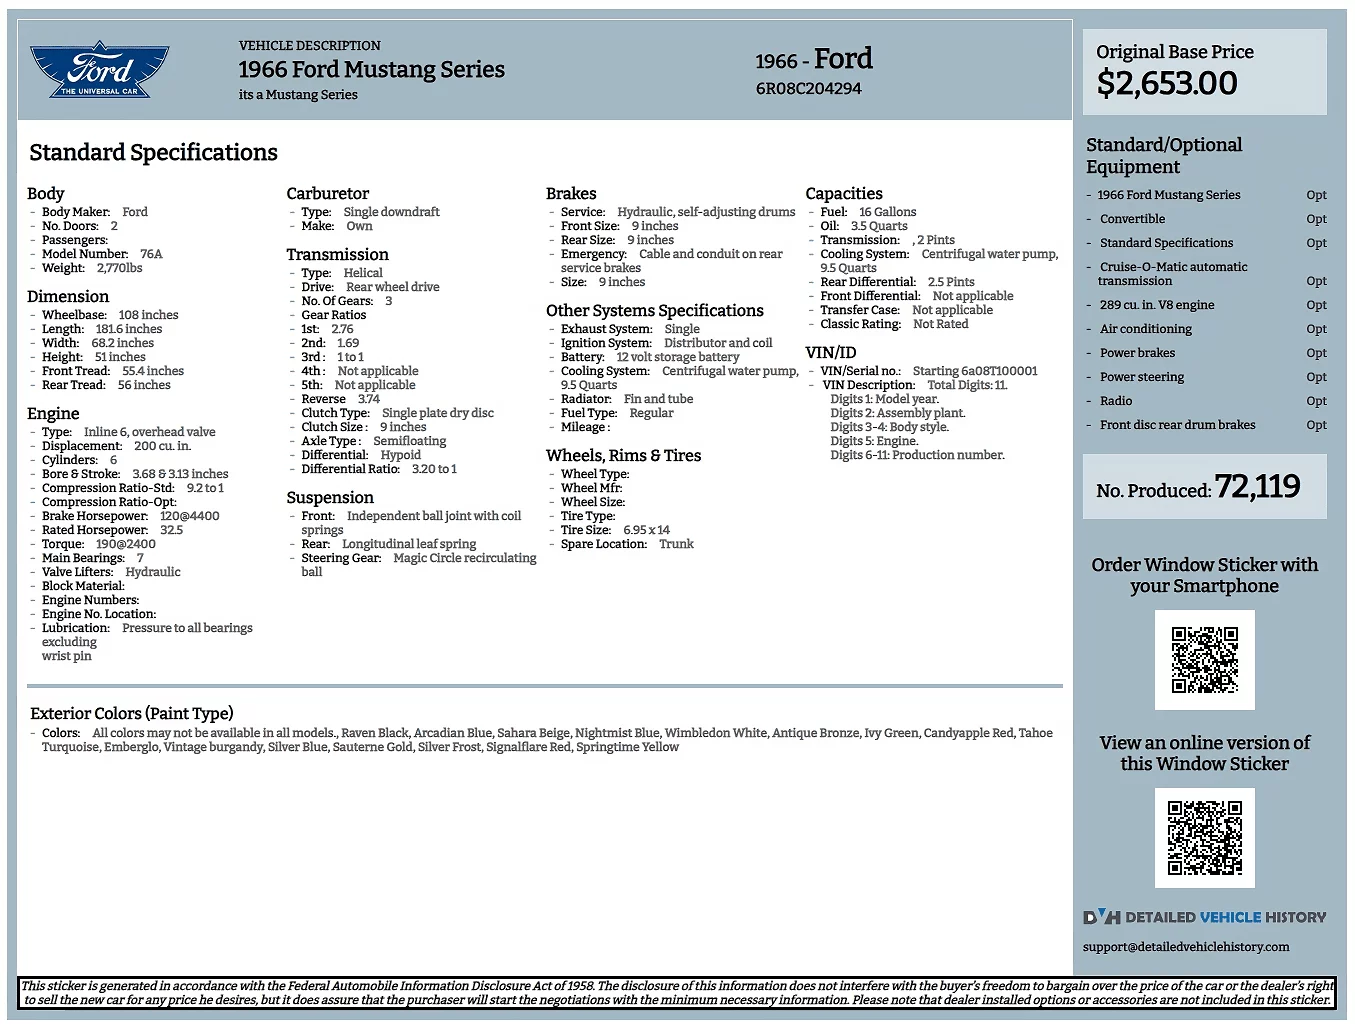 Ford
THE UNIVERSAL CAR
VEHICLE DESCRIPTION
1966 Ford Mustang Series
its a Mustang Series
1966 - Ford
6R08C204294
Original Base Price
$2,653.00
Standard Specifications
Body
- Body Maker: Ford
- No. Doors: 2
- Passengers:
- Model Number: 76A
- Weight: 2,770lbs
Dimension
- Wheelbase: 108 inches
- Length: 181.6 inches
- Width: 68.2 inches
- Height: 51 inches
- Front Tread: 55.4 inches
- Rear Tread: 56 inches
Engine
- Type: Inline 6, overhead valve
- Displacement: 200 cu. in.
- Cylinders: 6
- Bore & Stroke: 3.68 & 3.13 inches
- Compression Ratio-Std: 9.2 to 1
- Compression Ratio-Opt:
- Brake Horsepower: 120@4400
- Rated Horsepower: 32.5
- Torque: 190@2400
- Main Bearings: 7
- Valve Lifters: Hydraulic
- Block Material:
- Engine Numbers:
- Engine No. Location:
- Lubrication: Pressure to all bearings
excluding
wrist pin
Carburetor
- Type: Single downdraft
- Make: Own
Transmission
- Type: Helical
- Drive: Rear wheel drive
- No. Of Gears: 3
- Gear Ratios
- 1st: 2.76
- 2nd: 1.69
- 3rd : 1 to 1
- 4th : Not applicable
- 5th: Not applicable
- Reverse 3.74
- Clutch Type: Single plate dry disc
- Clutch Size : 9 inches
- Axle Type : Semifloating
- Differential: Hypoid
- Differential Ratio: 3.20 to 1
Suspension
- Front: Independent ball joint with coil
springs
- Rear: Longitudinal leaf spring
- Steering Gear: Magic Circle recirculating
ball
Brakes
- Service: Hydraulic, self-adjusting drums
- Front Size: 9 inches
- Rear Size: 9 inches
- Emergency: Cable and conduit on rear
service brakes
- Size: 9 inches
Other Systems Specifications
- Exhaust System: Single
- Ignition System: Distributor and coil
- Battery: 12 volt storage battery
- Cooling System: Centrifugal water pump,
9.5 Quarts
- Radiator: Fin and tube
- Fuel Type: Regular
- Mileage :
Wheels, Rims & Tires
- Wheel Type:
- Wheel Mfr:
- Wheel Size:
- Tire Type:
- Tire Size: 6.95 x 14
- Spare Location: Trunk
Capacities
- Fuel: 16 Gallons
- Oil: 3.5 Quarts
- Transmission: , 2 Pints
- Cooling System: Centrifugal water pump,
9.5 Quarts
- Rear Differential: 2.5 Pints
- Front Differential: Not applicable
- Transfer Case: Not applicable
- Classic Rating: Not Rated
VIN/ID
- VIN/Serial no.: Starting 6a08T100001
- VIN Description: Total Digits: 11.
Digits 1: Model year.
Digits 2: Assembly plant.
Digits 3-4: Body style.
Digits 5: Engine.
Digits 6-11: Production number.
Exterior Colors (Paint Type)
- Colors: All colors may not be available in all models., Raven Black, Arcadian Blue, Sahara Beige, Nightmist Blue, Wimbledon White, Antique Bronze, Ivy Green, Candyapple Red, Tahoe
Turquoise, Emberglo, Vintage burgandy, Silver Blue, Sauterne Gold, Silver Frost, Signalflare Red, Springtime Yellow
Standard/Optional
Equipment
- 1966 Ford Mustang Series Opt
- Convertible Opt
- Standard Specifications Opt
- Cruise-O-Matic automatic
transmission Opt
- 289 cu. in. V8 engine Opt
- Air conditioning Opt
- Power brakes Opt
- Power steering Opt
- Radio Opt
- Front disc rear drum brakes Opt
No. Produced: 72,119
Order Window Sticker with
your Smartphone
View an online version of
this Window Sticker
DVH DETAILED VEHICLE HISTORY
support@detailedvehiclehistory.com
This sticker is generated in accordance with the Federal Automobile Information Disclosure Act of 1958. The disclosure of this information does not interfere with the buyer's freedom to bargain over the price of the car or the dealer's right
to sell the new car for any price he desires, but it does assure that the purchaser will start the negotiations with the minimum necessary information. Please note that dealer installed options or accessories are not included in this sticker.